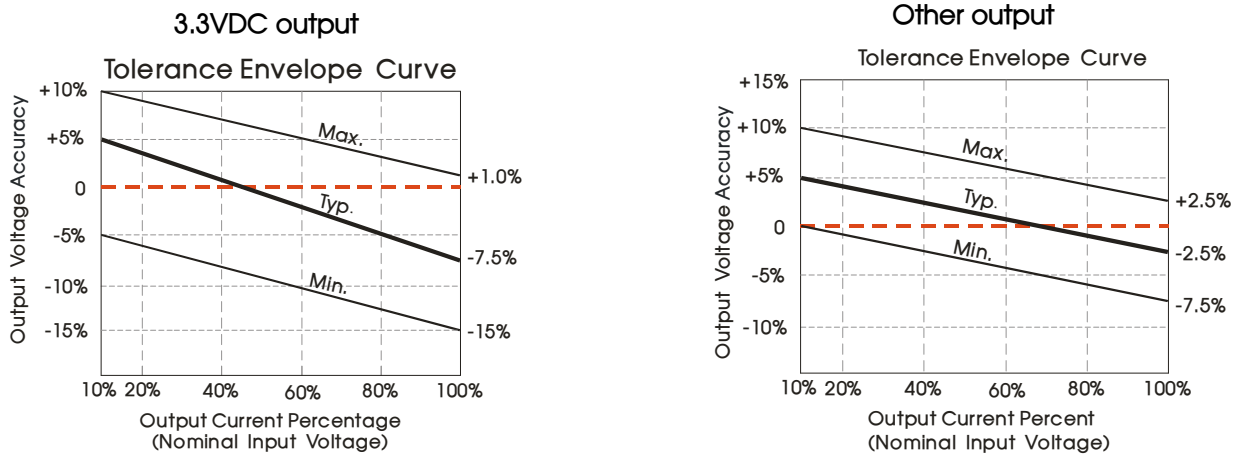 3.3VDC output
Tolerance Envelope Curve
Output Voltage Accuracy
+10%
+5%
0
-5%
-10%
-15%
Max.
Typ.
Min.
+1.0%
-7.5%
-15%
10% 20% 40% 60% 80% 100%
Output Current Percentage
(Nominal Input Voltage)
Other output
Tolerance Envelope Curve
Output Voltage Accuracy
+15%
+10%
+5%
0
-5%
-10%
Max.
Typ.
Min.
+2.5%
-2.5%
-7.5%
10% 20% 40% 60% 80% 100%
Output Current Percent
(Nominal Input Voltage)